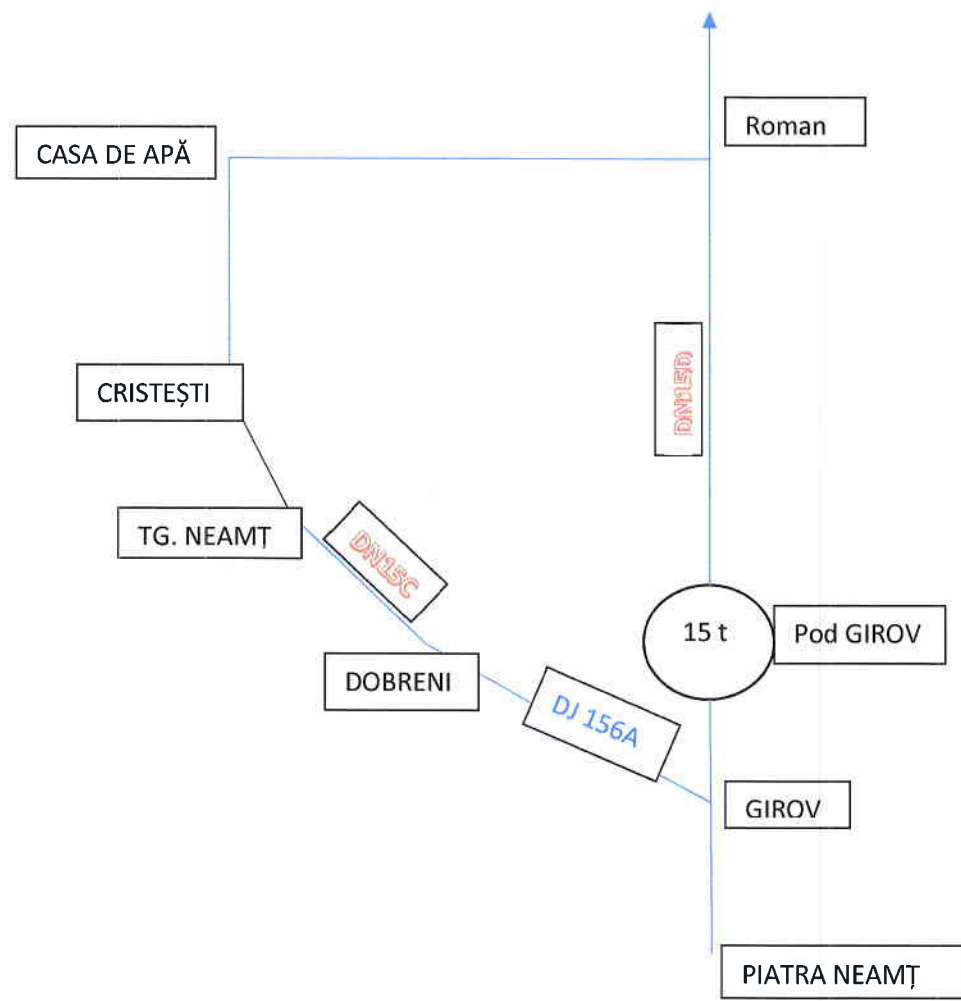 Roman
CASA DE APĂ
DN15D
CRISTEȘTI
TG. NEAMȚ
DN15C
15 t
Pod GIROV
DOBRENI
DJ 156A
GIROV
PIATRA NEAMȚ